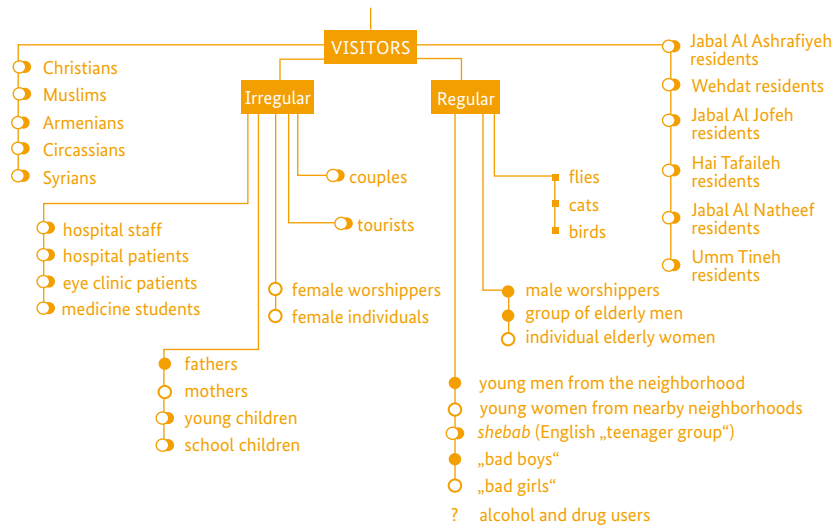 VISITORS
Christians
Muslims
Armenians
Circassians
Syrians
Irregular
hospital staff
hospital patients
eye clinic patients
medicine students
fathers
mothers
young children
school children
female worshippers
female individuals
tourists
couples
Regular
flies
cats
birds
male worshippers
group of elderly men
individual elderly women
young men from the neighborhood
young women from nearby neighborhoods
shebab (English „teenager group“)
„bad boys“
„bad girls“
? alcohol and drug users
Jabal Al Ashrafiyeh
residents
Wehdat residents
Jabal Al Jofeh
residents
Hai Tafaileh
residents
Jabal Al Natheef
residents
Umm Tineh
residents